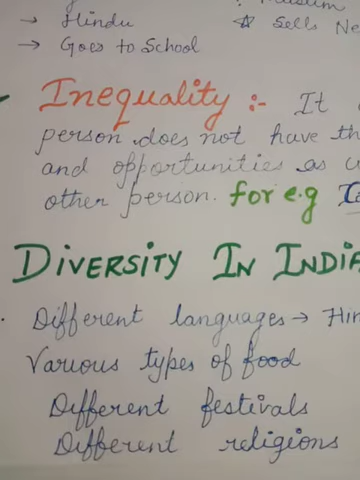 → Hindu
☆ Sells
→ Goes to School
Inequality :- It
person does not have
and opportunities as
other person. for e.g
DIVERSITY IN INDIA
Different languages →
Various types of food
Different festivals
Different religions